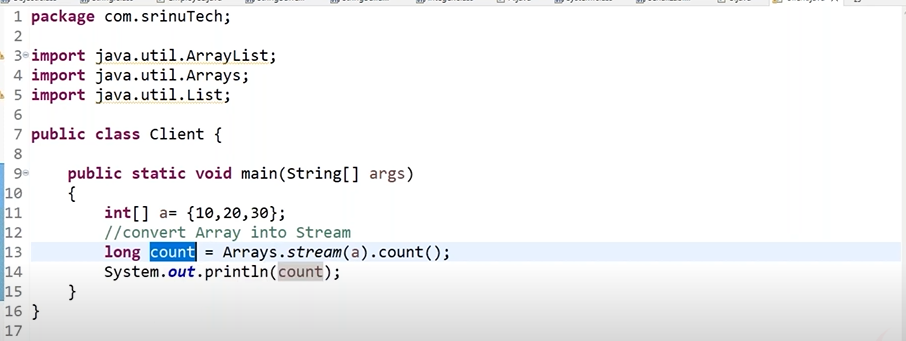 1 package com.srinuTech;
2
3 import java.util.ArrayList;
4 import java.util.Arrays;
5 import java.util.List;
6
7 public class Client {
8
9     public static void main(String[] args)
10     {
11         int[] a= {10,20,30};
12         //convert Array into Stream
13         long count = Arrays.stream(a).count();
14         System.out.println(count);
15     }
16 }
17